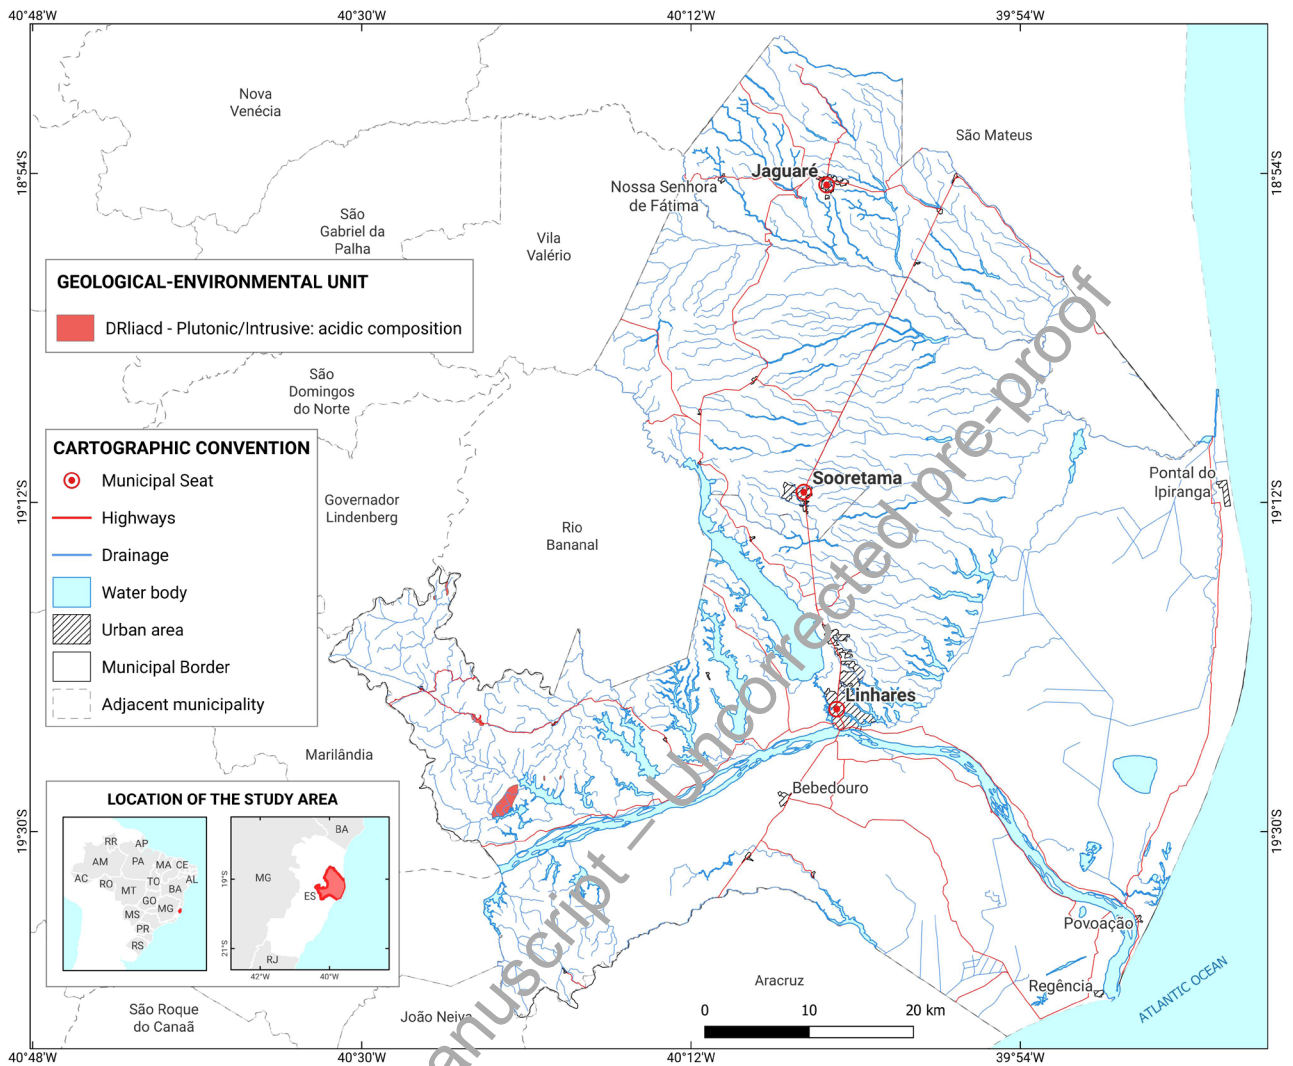 40°48'W
40°30'W
40°12'W
39°54'W
18°54'S
18°54'S
19°12'S
19°12'S
19°30'S
19°30'S
Nova
Venécia
São Mateus
Jaguaré
Nossa Senhora
de Fátima
São
Gabriel da
Palha
Vila
Valério
GEOLOGICAL-ENVIRONMENTAL UNIT
DRIiacd - Plutonic/Intrusive: acidic composition
São
Domingos
do Norte
CARTOGRAPHIC CONVENTION
Municipal Seat
Highways
Drainage
Water body
Urban area
Municipal Border
Adjacent municipality
Governador
Lindenberg
Rio
Bananal
Sooretama
Pontal do
Ipiranga
Linhares
Marilândia
Bebedouro
LOCATION OF THE STUDY AREA
RR
AP
AM
PA
MA
CE
AC
RO
TO
AL
MT
BA
GO
MS
MG
PR
RS
BA
MG
ES
RJ
19°S
21°S
42°W
40°W
Povoação
Regência
Aracruz
ATLANTIC OCEAN
São Roque
do Canaã
João Neiva
0
10
20 km
40°48'W
40°30'W
40°12'W
39°54'W
anuscript – Uncorrected pre-proof